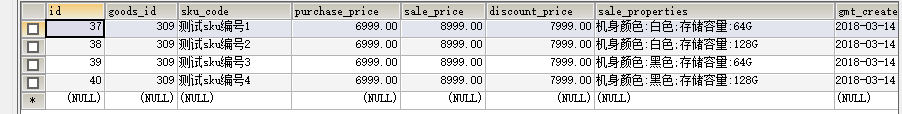 id goods_id sku_code purchase_price sale_price discount_price sale_properties gmt_create
37 309 测试sku编号1 6999.00 8999.00 7999.00 机身颜色:白色;存储容量:64G 2018-03-14
38 309 测试sku编号2 6999.00 8999.00 7999.00 机身颜色:白色;存储容量:128G 2018-03-14
39 309 测试sku编号3 6999.00 8999.00 7999.00 机身颜色:黑色;存储容量:64G 2018-03-14
40 309 测试sku编号4 6999.00 8999.00 7999.00 机身颜色:黑色;存储容量:128G 2018-03-14
* (NULL) (NULL) (NULL) (NULL) (NULL) (NULL) (NULL) (NULL)